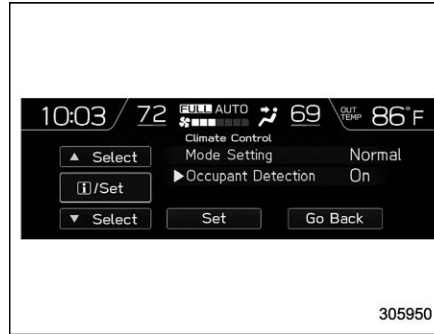 10:03 72 FULL AUTO 69 OUT TEMP 86°F
Climate Control
▲ Select Mode Setting Normal
i/Set ▶Occupant Detection On
▼ Select Set Go Back
305950